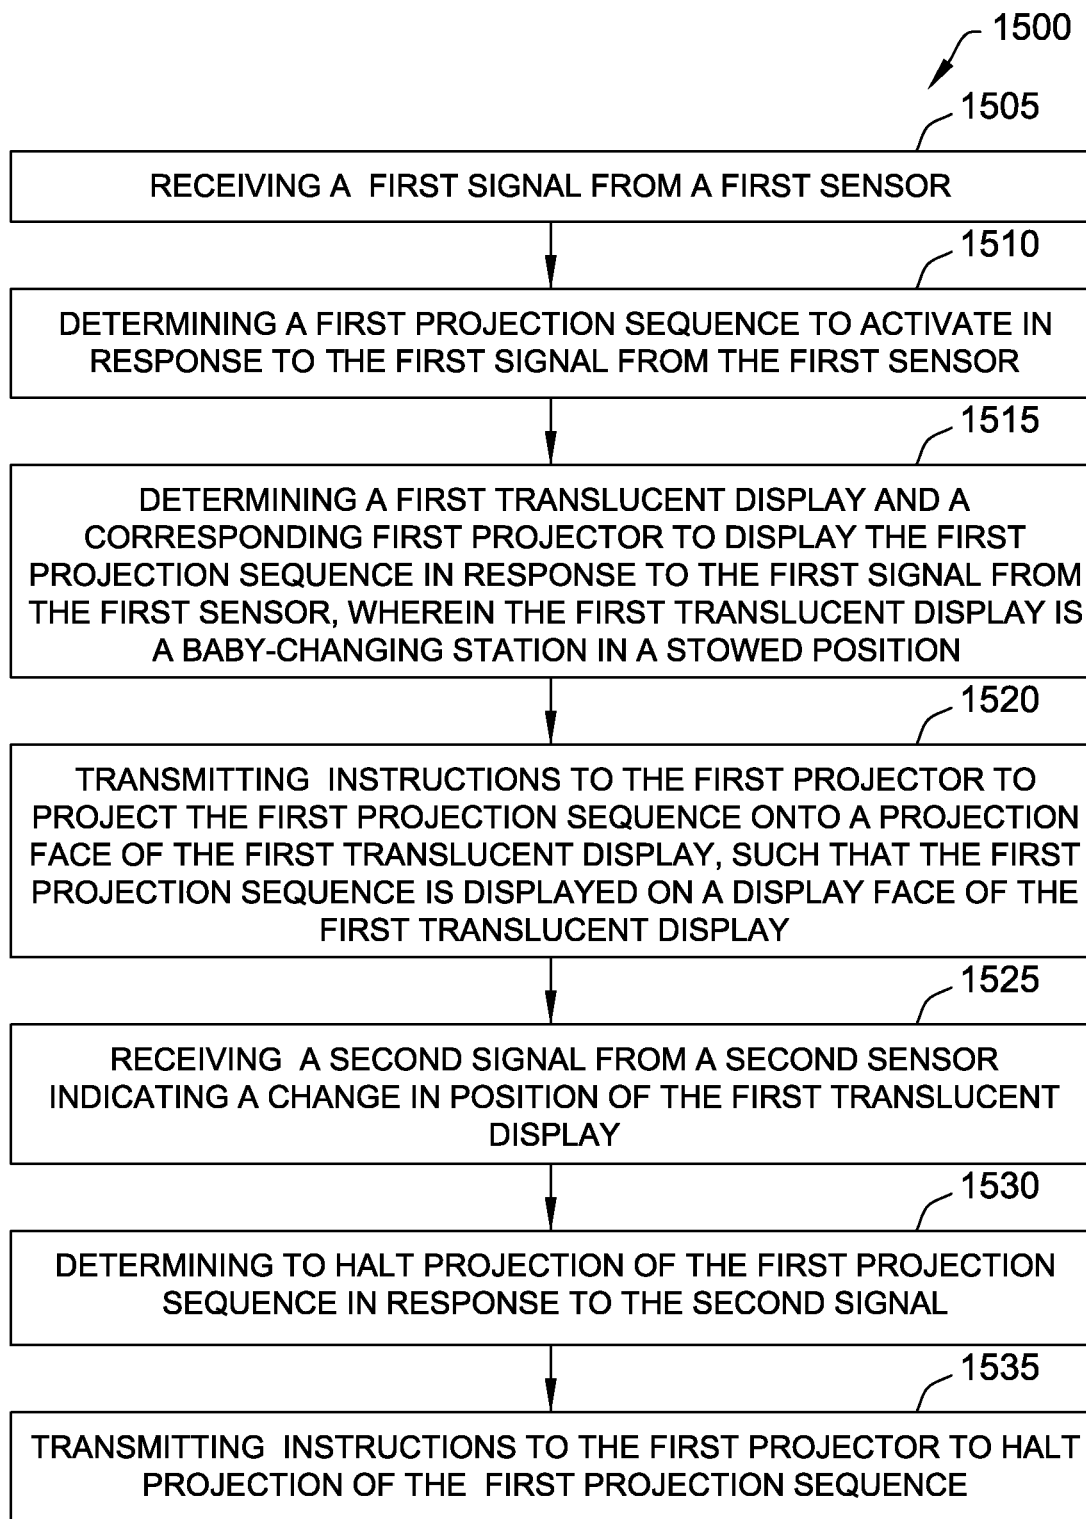 1500
1505
RECEIVING A FIRST SIGNAL FROM A FIRST SENSOR
1510
DETERMINING A FIRST PROJECTION SEQUENCE TO ACTIVATE IN
RESPONSE TO THE FIRST SIGNAL FROM THE FIRST SENSOR
1515
DETERMINING A FIRST TRANSLUCENT DISPLAY AND A
CORRESPONDING FIRST PROJECTOR TO DISPLAY THE FIRST
PROJECTION SEQUENCE IN RESPONSE TO THE FIRST SIGNAL FROM
THE FIRST SENSOR, WHEREIN THE FIRST TRANSLUCENT DISPLAY IS
A BABY-CHANGING STATION IN A STOWED POSITION
1520
TRANSMITTING INSTRUCTIONS TO THE FIRST PROJECTOR TO
PROJECT THE FIRST PROJECTION SEQUENCE ONTO A PROJECTION
FACE OF THE FIRST TRANSLUCENT DISPLAY, SUCH THAT THE FIRST
PROJECTION SEQUENCE IS DISPLAYED ON A DISPLAY FACE OF THE
FIRST TRANSLUCENT DISPLAY
1525
RECEIVING A SECOND SIGNAL FROM A SECOND SENSOR
INDICATING A CHANGE IN POSITION OF THE FIRST TRANSLUCENT
DISPLAY
1530
DETERMINING TO HALT PROJECTION OF THE FIRST PROJECTION
SEQUENCE IN RESPONSE TO THE SECOND SIGNAL
1535
TRANSMITTING INSTRUCTIONS TO THE FIRST PROJECTOR TO HALT
PROJECTION OF THE FIRST PROJECTION SEQUENCE